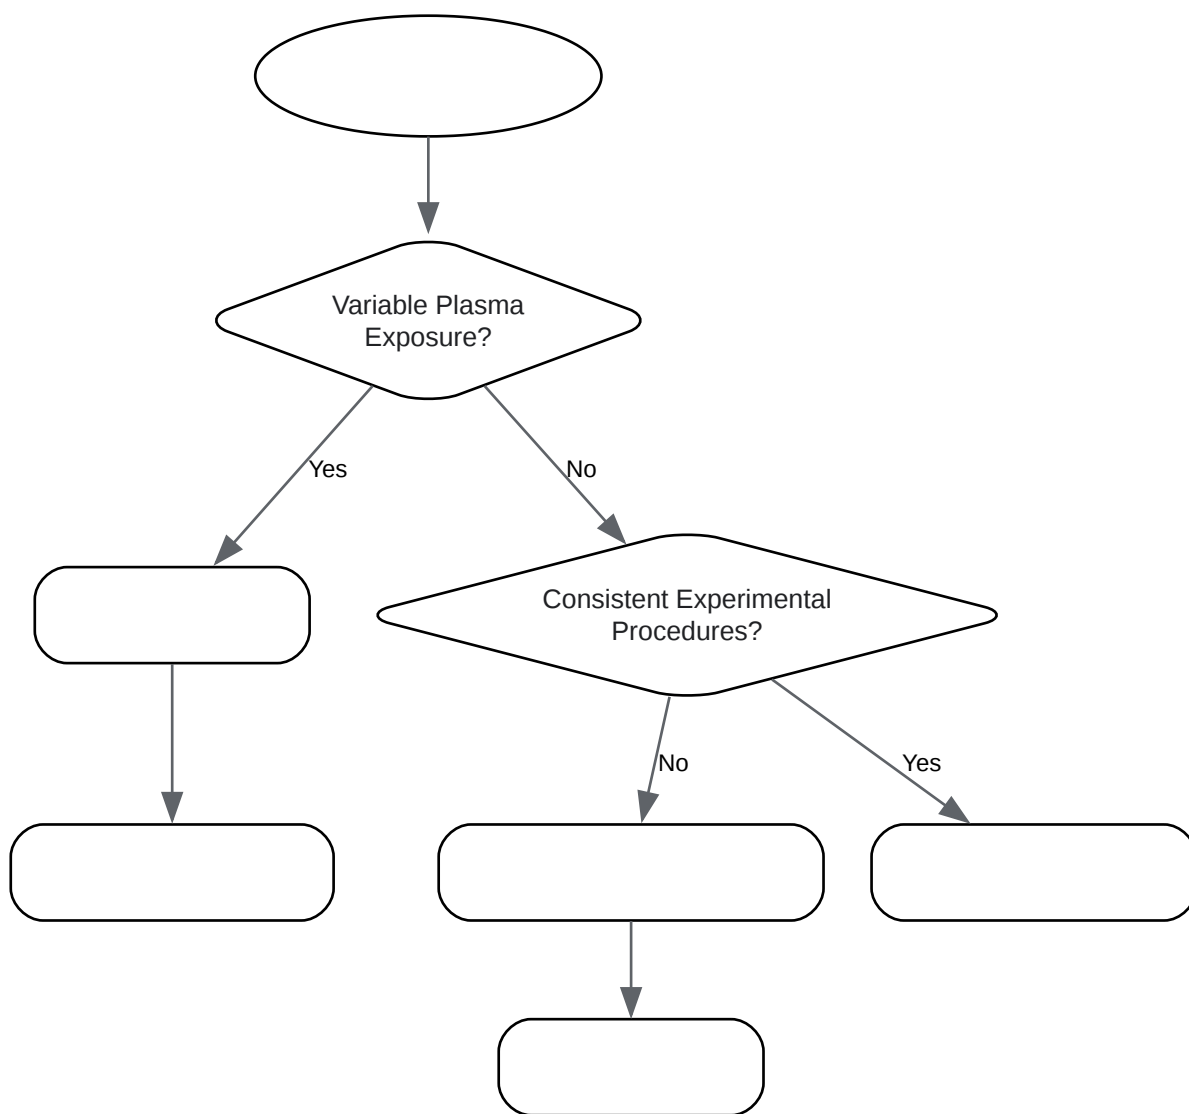 Variable Plasma
Exposure?
Yes
No
Consistent Experimental
Procedures?
No
Yes